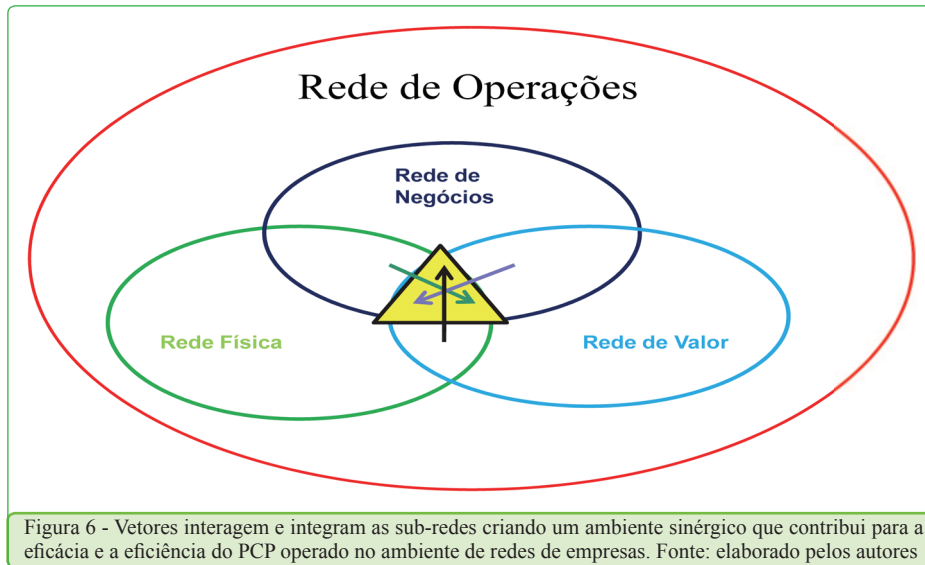 Rede de Operações
Rede de
Negócios
Rede Física
Rede de Valor
Figura 6 - Vetores interagem e integram as sub-redes criando um ambiente sinérgico que contribui para a
eficácia e a eficiência do PCP operado no ambiente de redes de empresas. Fonte: elaborado pelos autores